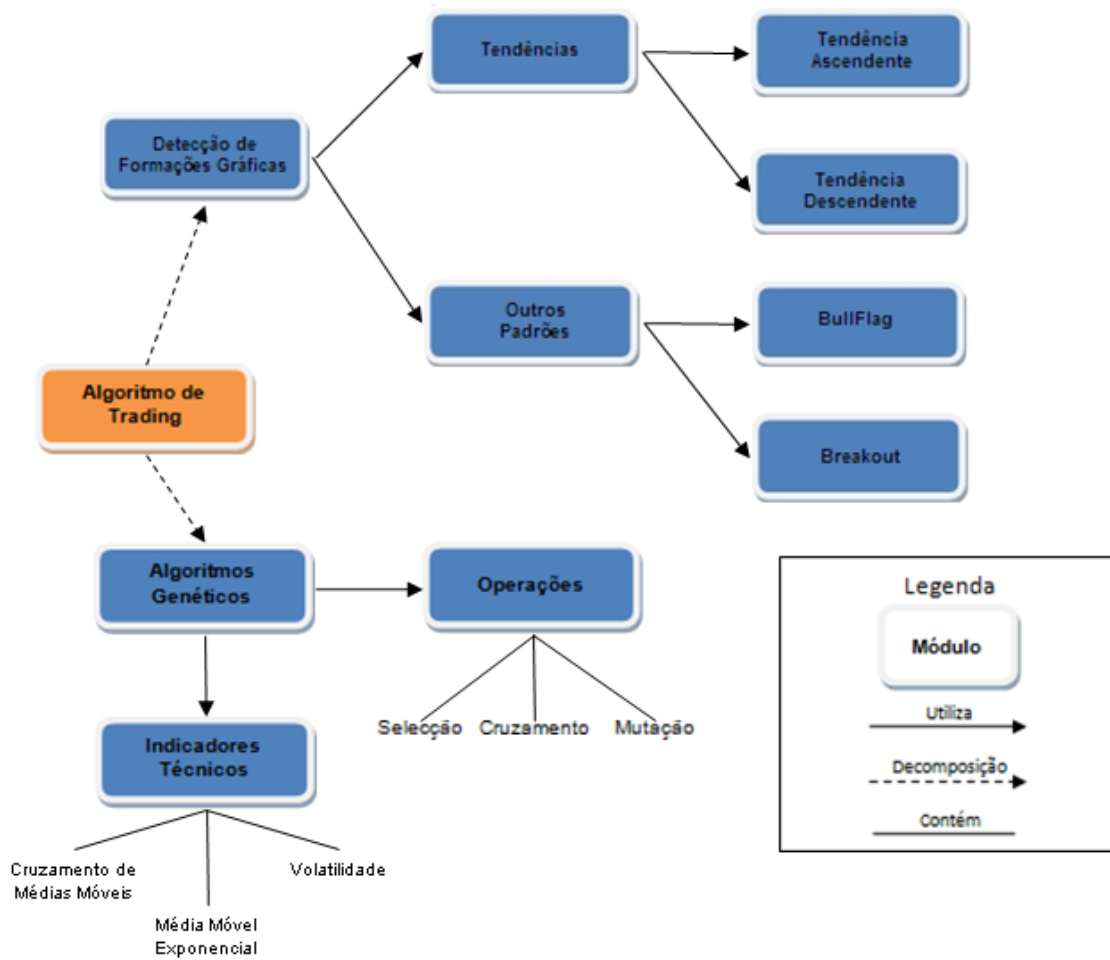 Tendências
Tendência
Ascendente
Detecção de
Formações Gráficas
Tendência
Descendente
Outros
Padrões
BullFlag
Algoritmo de
Trading
Breakout
Algoritmos
Genéticos
Operações
Selecção
Cruzamento
Mutação
Indicadores
Técnicos
Cruzamento de
Médias Móveis
Volatilidade
Média Móvel
Exponencial
Legenda
Módulo
Utiliza
Decomposição
Contém